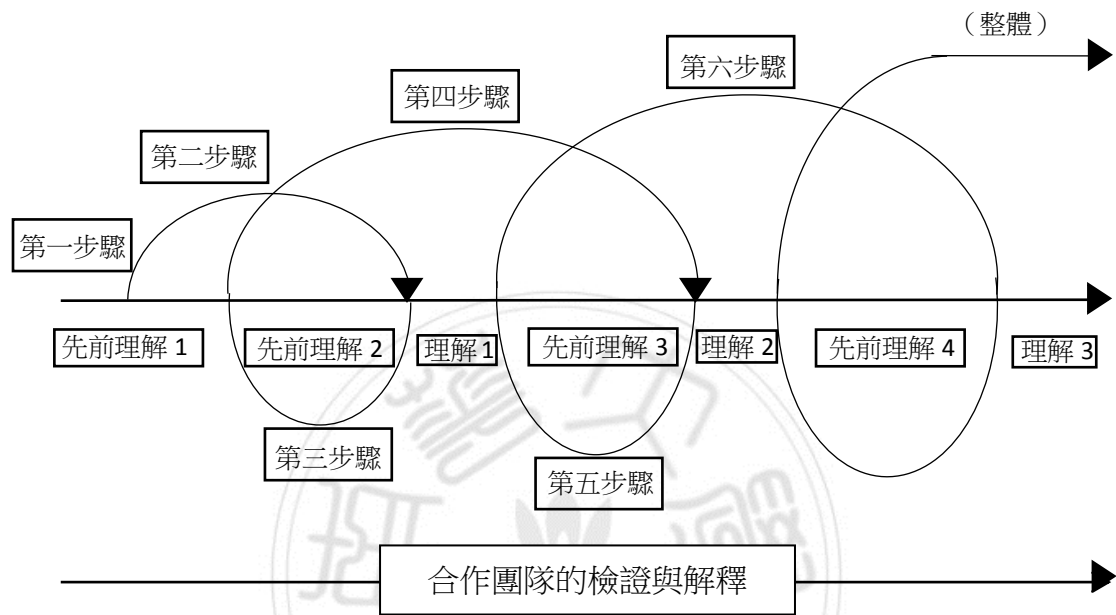 （整體）
第六步驟
第四步驟
第二步驟
第一步驟
先前理解 1
先前理解 2
理解 1
先前理解 3
理解 2
先前理解 4
理解 3
第三步驟
第五步驟
合作團隊的檢證與解釋